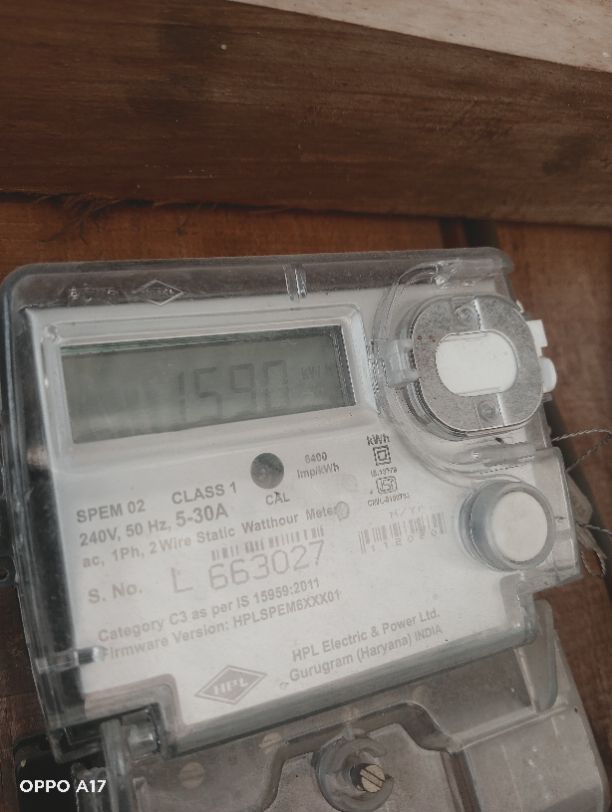 1590 kWh
6400
Imp/kWh
CAL
kWh
SPEM 02 CLASS 1
240V, 50 Hz, 5-30A
ac, 1Ph, 2 Wire Static Watthour Meter
S. No. L 663027
Category C3 as per IS 15959:2011
Firmware Version: HPLSPEM6XXX01
HPL Electric & Power Ltd.
Gurugram (Haryana) INDIA
HPL
OPPO A17